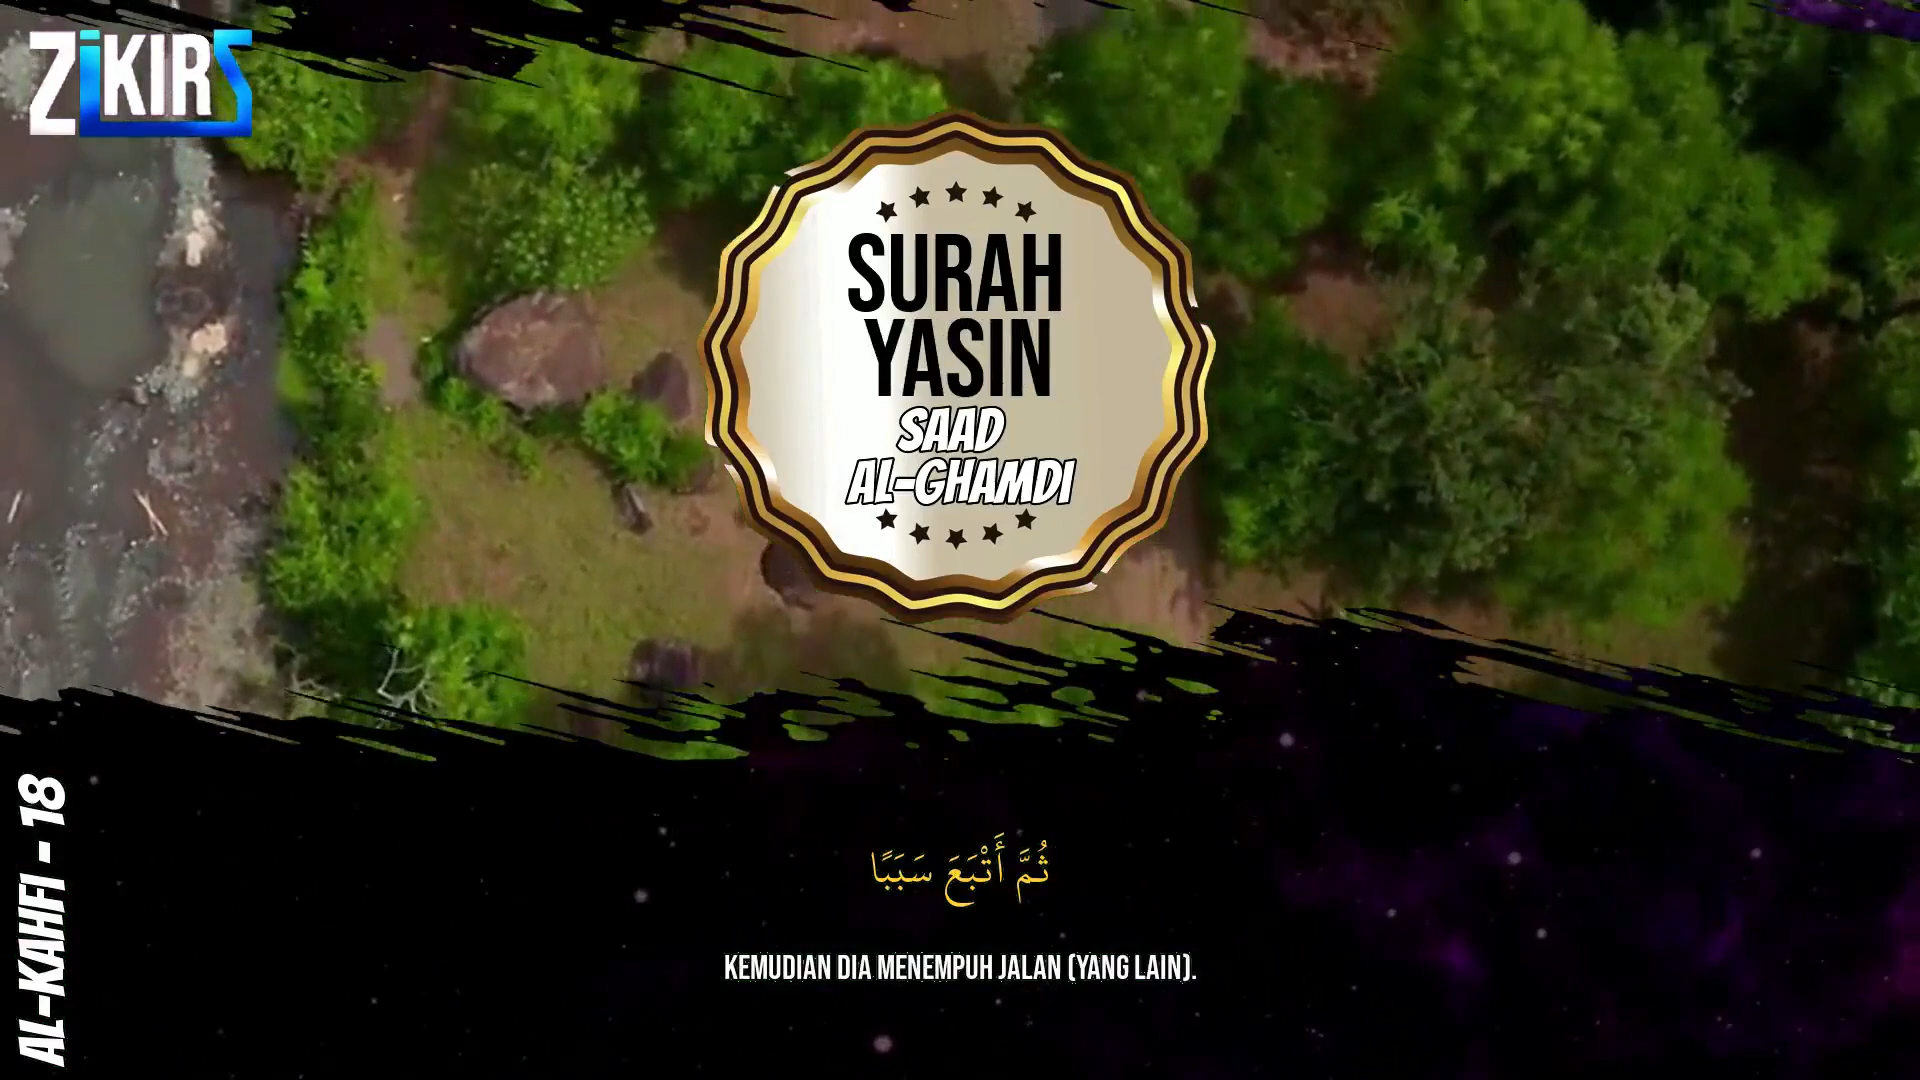 ZiKIRS
SURAH
YASIN
SAAD
AL-GHAMDI
ثُمَّ أَتْبَعَ سَبَبًا
KEMUDIAN DIA MENEMPUH JALAN (YANG LAIN).
AL-KAHFI - 18